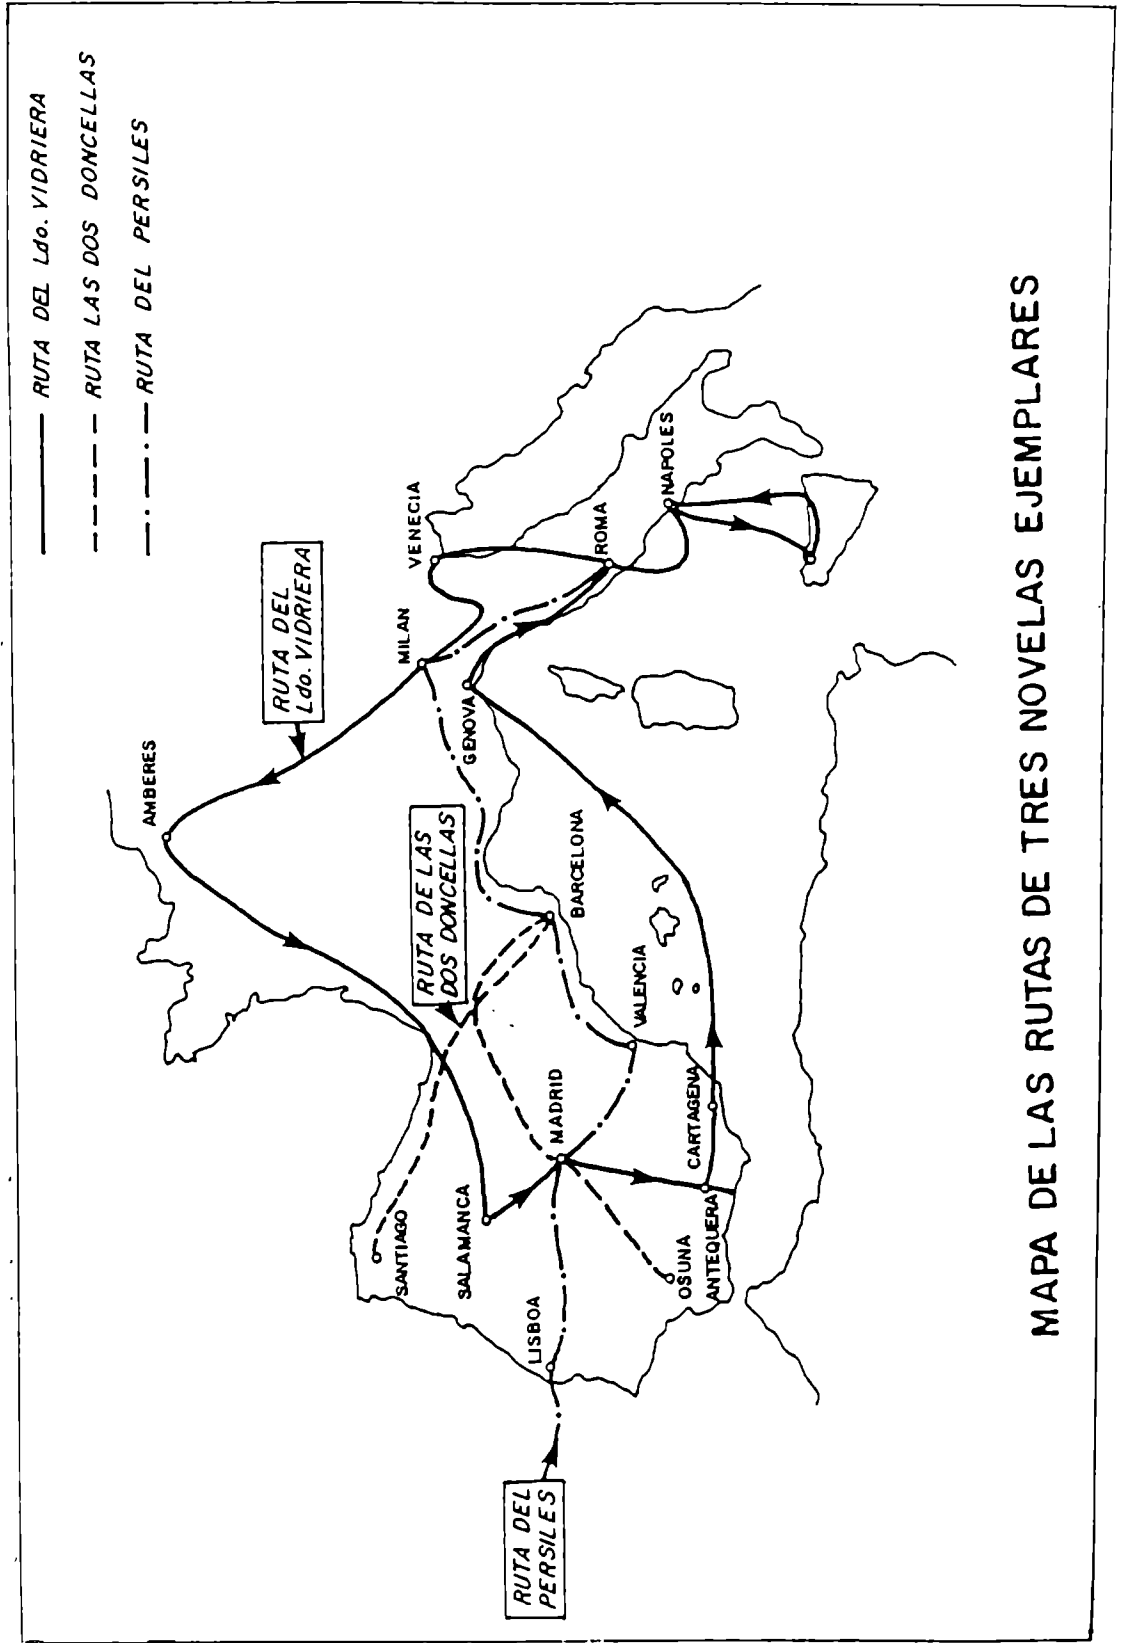 RUTA DEL Ldo. VIDRIERA
RUTA LAS DOS DONCELLAS
RUTA DEL PERSILES
AMBERES
RUTA DEL
Ldo. VIDRIERA
MILAN
VENECIA
GENOVA
ROMA
NAPOLES
RUTA DE LAS
DOS DONCELLAS
BARCELONA
VALENCIA
SANTIAGO
SALAMANCA
MADRID
LISBOA
CARTAGENA
OSUNA
ANTEQUERA
RUTA DEL
PERSILES
MAPA DE LAS RUTAS DE TRES NOVELAS EJEMPLARES